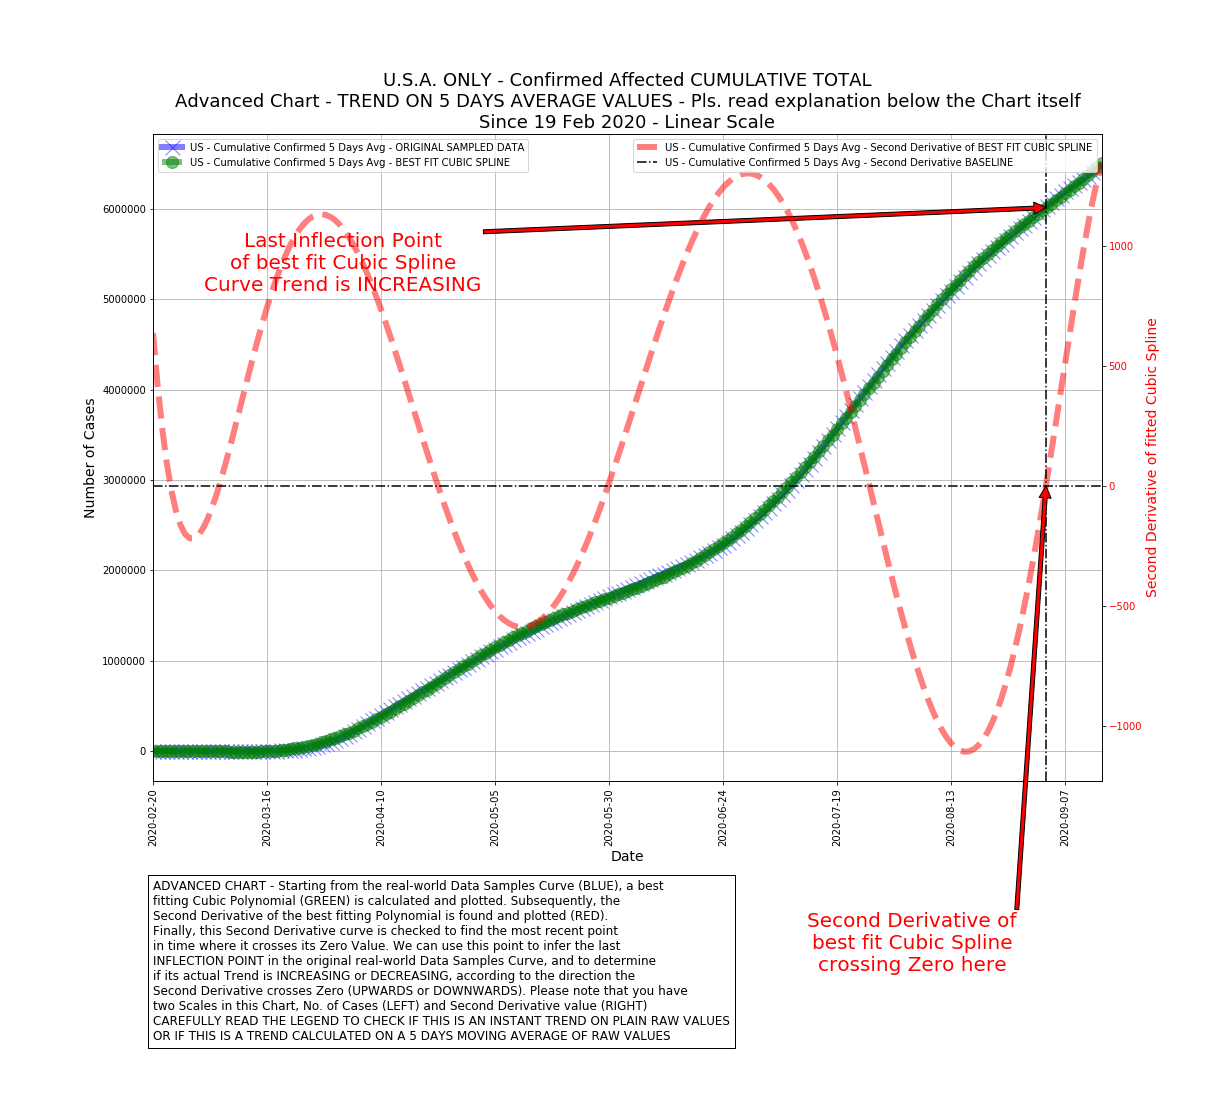 U.S.A. ONLY - Confirmed Affected CUMULATIVE TOTAL
Advanced Chart - TREND ON 5 DAYS AVERAGE VALUES - Pls. read explanation below the Chart itself
Since 19 Feb 2020 - Linear Scale
US - Cumulative Confirmed 5 Days Avg - ORIGINAL SAMPLED DATA
US - Cumulative Confirmed 5 Days Avg - BEST FIT CUBIC SPLINE
US - Cumulative Confirmed 5 Days Avg - Second Derivative of BEST FIT CUBIC SPLINE
US - Cumulative Confirmed 5 Days Avg - Second Derivative BASELINE
Last Inflection Point
of best fit Cubic Spline
Curve Trend is INCREASING
Number of Cases
6000000
5000000
4000000
3000000
2000000
1000000
0
1000
500
0
−500
−1000
Second Derivative of fitted Cubic Spline
2020-02-20
2020-03-16
2020-04-10
2020-05-05
2020-05-30
2020-06-24
2020-07-19
2020-08-13
2020-09-07
Date
ADVANCED CHART - Starting from the real-world Data Samples Curve (BLUE), a best
fitting Cubic Polynomial (GREEN) is calculated and plotted. Subsequently, the
Second Derivative of the best fitting Polynomial is found and plotted (RED).
Finally, this Second Derivative curve is checked to find the most recent point
in time where it crosses its Zero Value. We can use this point to infer the last
INFLECTION POINT in the original real-world Data Samples Curve, and to determine
if its actual Trend is INCREASING or DECREASING, according to the direction the
Second Derivative crosses Zero (UPWARDS or DOWNWARDS). Please note that you have
two Scales in this Chart, No. of Cases (LEFT) and Second Derivative value (RIGHT)
CAREFULLY READ THE LEGEND TO CHECK IF THIS IS AN INSTANT TREND ON PLAIN RAW VALUES
OR IF THIS IS A TREND CALCULATED ON A 5 DAYS MOVING AVERAGE OF RAW VALUES
Second Derivative of
best fit Cubic Spline
crossing Zero here